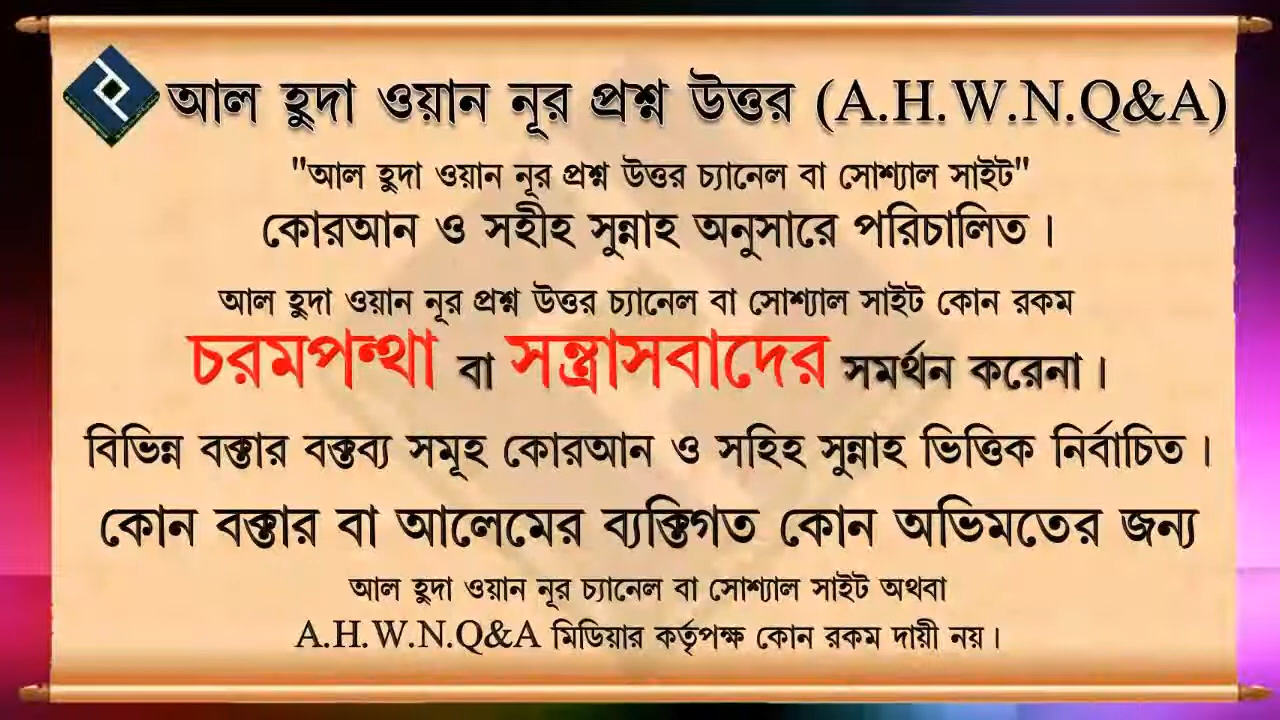 আল হুদা ওয়ান নূর প্রশ্ন উত্তর (A.H.W.N.Q&A)
"আল হুদা ওয়ান নূর প্রশ্ন উত্তর চ্যানেল বা সোশ্যাল সাইট"
কোরআন ও সহীহ সুন্নাহ অনুসারে পরিচালিত।
আল হুদা ওয়ান নূর প্রশ্ন উত্তর চ্যানেল বা সোশ্যাল সাইট কোন রকম
চরমপন্থা বা সন্ত্রাসবাদের সমর্থন করেনা।
বিভিন্ন বক্তার বক্তব্য সমূহ কোরআন ও সহিহ সুন্নাহ ভিত্তিক নির্বাচিত।
কোন বক্তার বা আলেমের ব্যক্তিগত কোন অভিমতের জন্য
আল হুদা ওয়ান নূর চ্যানেল বা সোশ্যাল সাইট অথবা
A.H.W.N.Q&A মিডিয়ার কর্তৃপক্ষ কোন রকম দায়ী নয়।